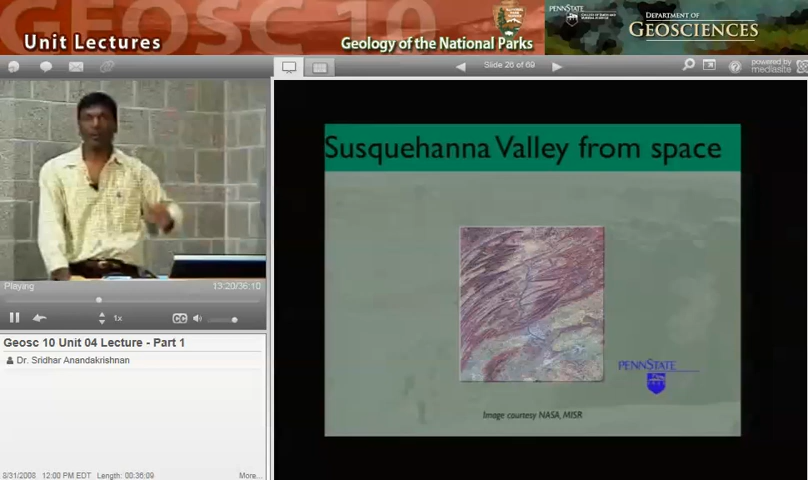 GEOSC 10
Unit Lectures
Geology of the National Parks
PENNSTATE
DEPARTMENT OF
GEOSCIENCES
Slide 26 of 69
powered by
mediasite
Susquehanna Valley from space
PENNSTATE
Image courtesy NASA, MISR
Playing
13:20/36:10
1x
CC
Geosc 10 Unit 04 Lecture - Part 1
Dr. Sridhar Anandakrishnan
8/31/2008 12:00 PM EDT Length: 00:36:09
More...